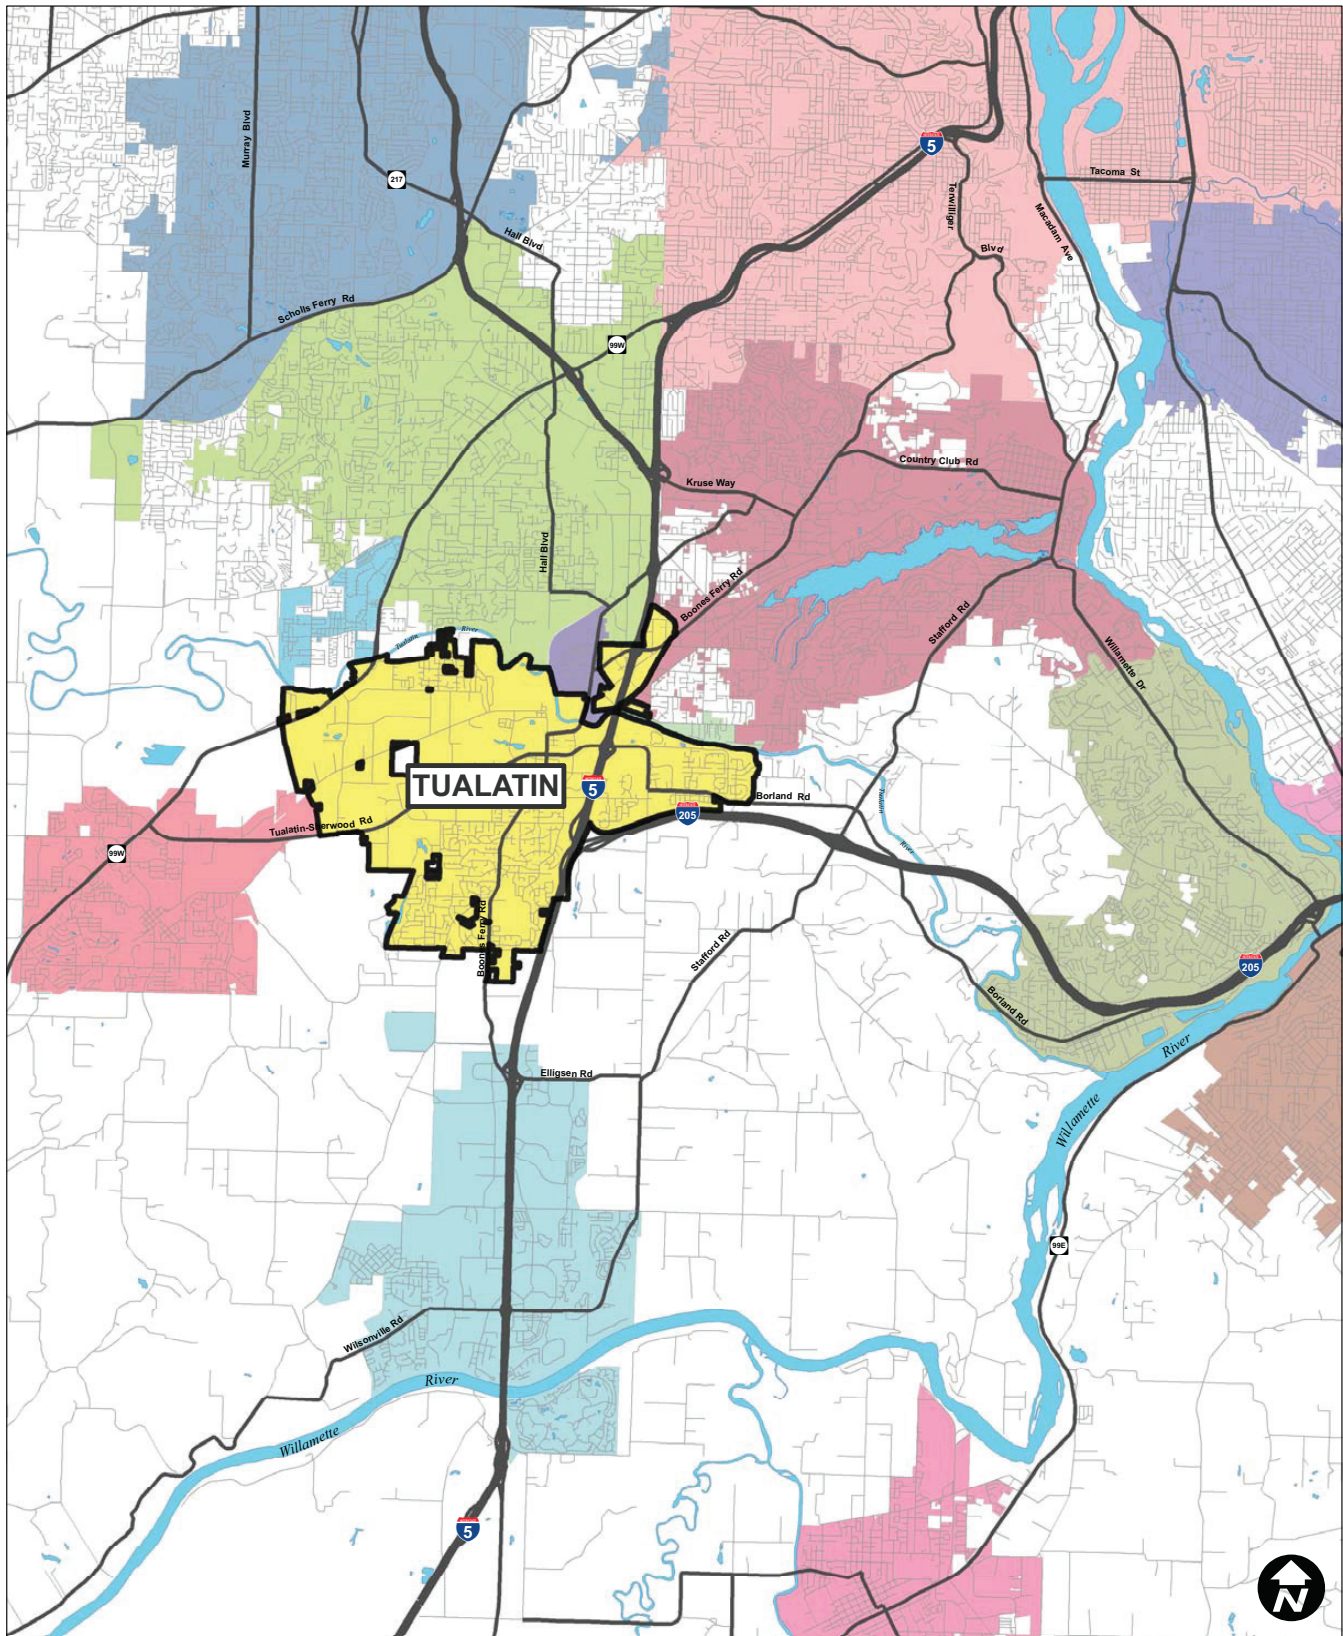 5
Murray Blvd
Tacoma St
217
Terwilliger
Blvd
Macadam Ave
Hall Blvd
Scholls Ferry Rd
99W
Country Club Rd
Kruse Way
Hall Blvd
Boones Ferry Rd
Stafford Rd
Tualatin
River
Willamette Dr
TUALATIN
5
205
Borland Rd
Tualatin
River
Tualatin-Sherwood Rd
99W
Boones Ferry Rd
Stafford Rd
205
Borland Rd
River
Elligsen Rd
Willamette
99E
Wilsonville Rd
River
Willamette
5
N